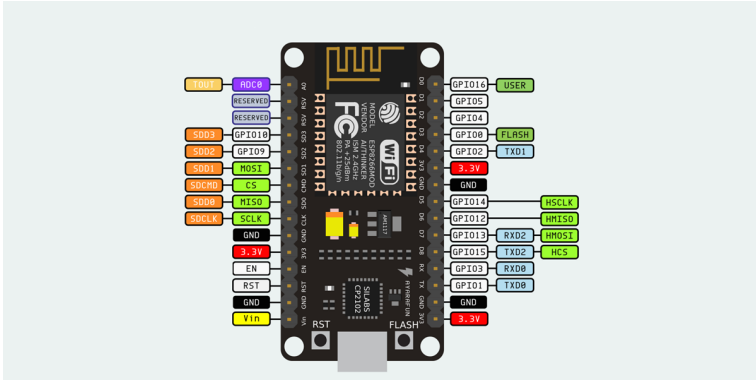 TOUT ADC0 A0 D0 GPIO16 USER
RESERVED RSV D1 GPIO5
RESERVED RSV D2 GPIO4
SDD3 GPIO10 SD3 D3 GPIO0 FLASH
SDD2 GPIO9 SD2 D4 GPIO2 TXD1
SDD1 MOSI SD1 3V3 3.3V
SDCMD CS CMD GND GND
SDD0 MISO SD0 D5 GPIO14 HSCLK
SDCLK SCLK CLK D6 GPIO12 HMISO
GND GND D7 GPIO13 RXD2 HMOSI
3.3V 3V3 D8 GPIO15 TXD2 HCS
EN EN RX GPIO3 RXD0
RST RST TX GPIO1 TXD0
GND GND GND GND
Vin Vin 3V3 3.3V
MODEL ESP8266MOD
VENDOR AITHINKER
ISM 2.4GHz
PA +25dBm
802.11b/g/n
FC
WiFi
AM1117
SILABS
CP2102
AYARAFUN
RST FLASH